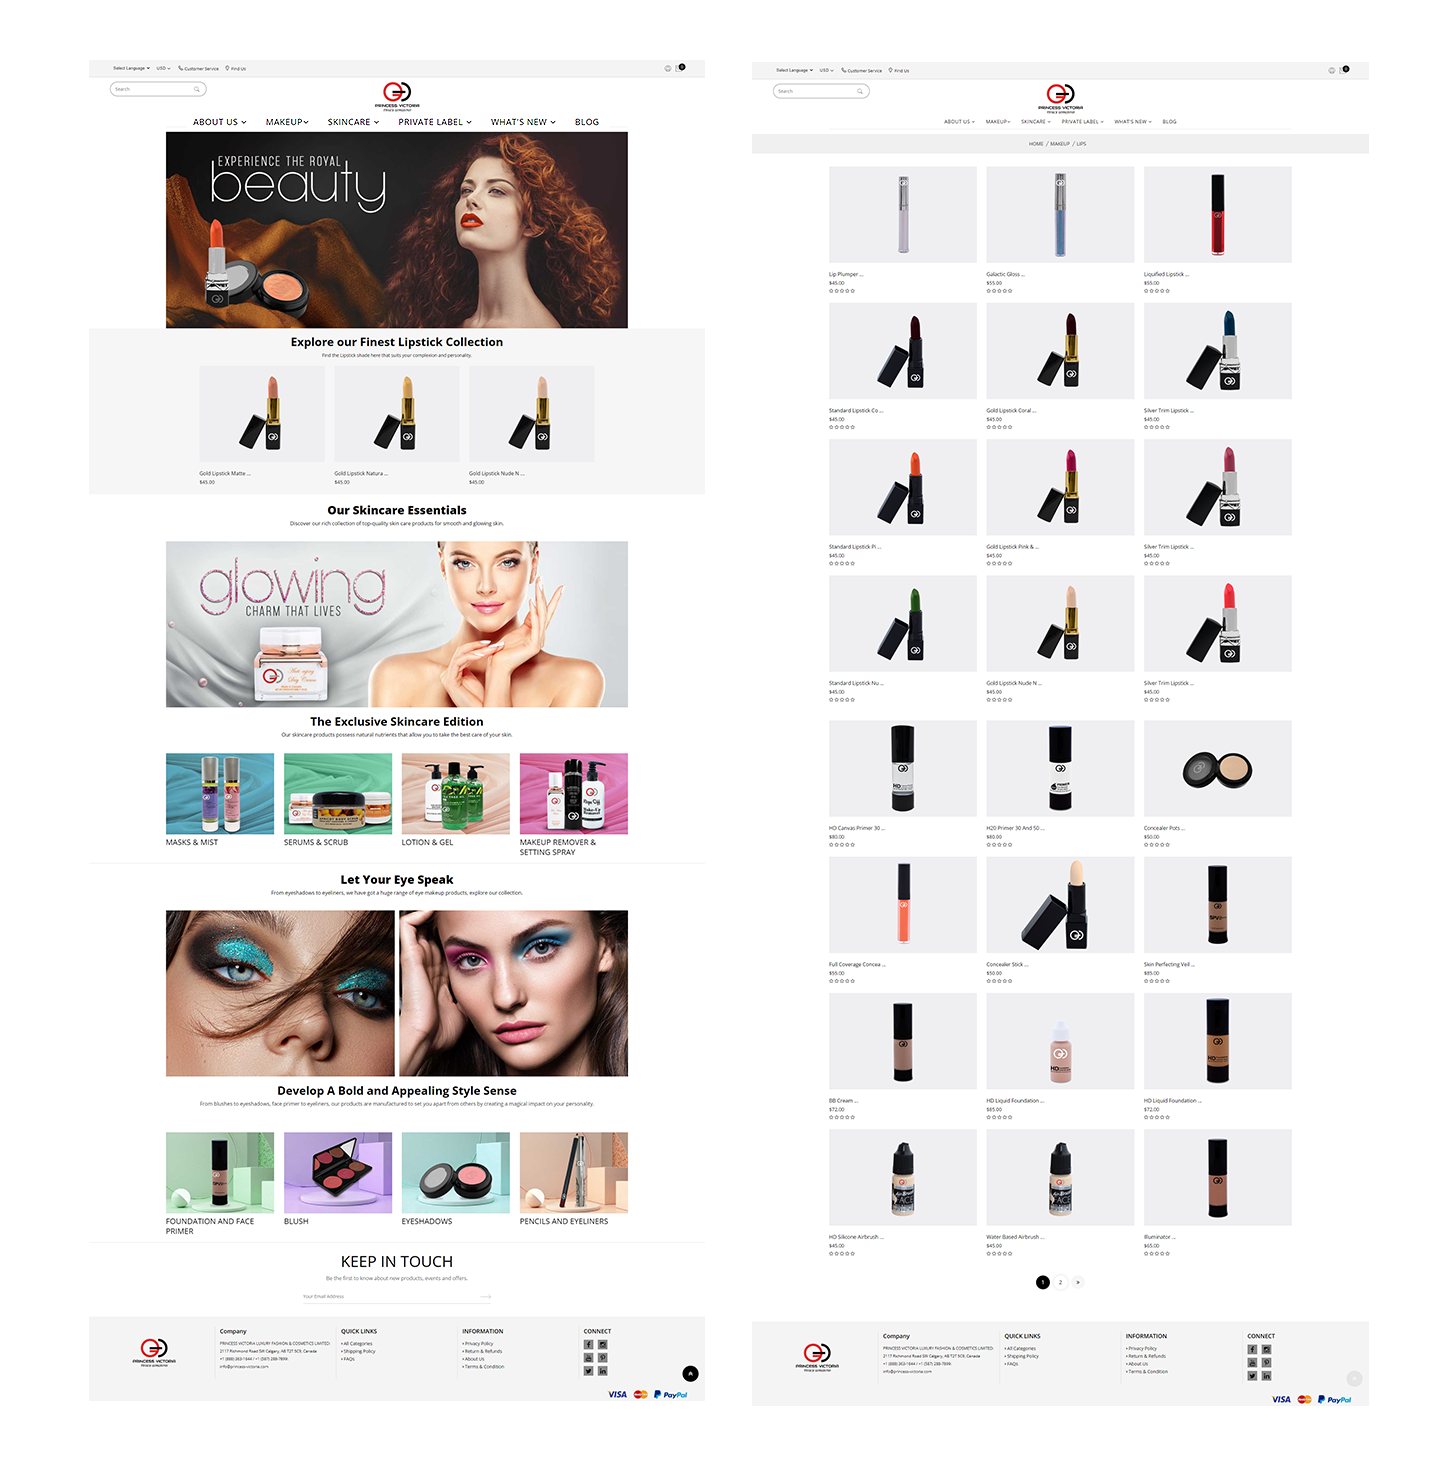 Select Language USD Customer Service Find Us 0
Search
PRINCESS VICTORIA
ABOUT US MAKEUP SKINCARE PRIVATE LABEL WHAT'S NEW BLOG
EXPERIENCE THE ROYAL
beauty
Explore our Finest Lipstick Collection
Find the Lipstick shade here that suits your complexion and personality.
Gold Lipstick Matte ... Gold Lipstick Natura ... Gold Lipstick Nude N ...
$45.00 $45.00 $45.00
Our Skincare Essentials
Discover our rich collection of top-quality skin care products for smooth and glowing skin.
glowing
CHARM THAT LIVES
Anti aging
Day Cream
The Exclusive Skincare Edition
Our skincare products possess natural nutrients that allow you to take the best care of your skin.
MASKS & MIST SERUMS & SCRUB LOTION & GEL MAKEUP REMOVER &
SETTING SPRAY
Let Your Eye Speak
From eyeshadows to eyeliners, we have got a huge range of eye makeup products, explore our collection.
Develop A Bold and Appealing Style Sense
From blushes to eyeshadows, face primer to eyeliners, our products are manufactured to set you apart from others by creating a magical impact on your personality.
FOUNDATION AND FACE BLUSH EYESHADOWS PENCILS AND EYELINERS
PRIMER
KEEP IN TOUCH
Be the first to know about new products, events and offers.
Your Email Address
PRINCESS VICTORIA
Company
PRINCESS VICTORIA LUXURY FASHION & COSMETICS LIMITED
2117 Richmond Road SW Calgary, AB T2T 5C9, Canada
+1 (888) 363-1644 / +1 (587) 288-7899
info@princess-victoria.com
QUICK LINKS
All Categories
Shipping Policy
FAQs
INFORMATION
Privacy Policy
Return & Refunds
About Us
Terms & Condition
CONNECT
VISA PayPal
Select Language USD Customer Service Find Us 0
Search
PRINCESS VICTORIA
ABOUT US MAKEUP SKINCARE PRIVATE LABEL WHAT'S NEW BLOG
HOME / MAKEUP / LIPS
Lip Plumper ... Galactic Gloss ... Liquified Lipstick ...
$45.00 $55.00 $55.00
Standard Lipstick Co ... Gold Lipstick Coral ... Silver Trim Lipstick ...
$45.00 $45.00 $45.00
Standard Lipstick Pi ... Gold Lipstick Pink & ... Silver Trim Lipstick ...
$45.00 $45.00 $45.00
Standard Lipstick Nu ... Gold Lipstick Nude N ... Silver Trim Lipstick ...
$45.00 $45.00 $45.00
HD Canvas Primer 30 ... H20 Primer 30 And 50 ... Concealer Pots ...
$80.00 $80.00 $50.00
Full Coverage Concea ... Concealer Stick ... Skin Perfecting Veil ...
$55.00 $50.00 $85.00
BB Cream ... HD Liquid Foundation ... HD Liquid Foundation ...
$72.00 $85.00 $72.00
HD Silicone Airbrush ... Water Based Airbrush ... Illuminator ...
$45.00 $45.00 $65.00
1 2 »
PRINCESS VICTORIA
Company
PRINCESS VICTORIA LUXURY FASHION & COSMETICS LIMITED
2117 Richmond Road SW Calgary, AB T2T 5C9, Canada
+1 (888) 363-1644 / +1 (587) 288-7899
info@princess-victoria.com
QUICK LINKS
All Categories
Shipping Policy
FAQs
INFORMATION
Privacy Policy
Return & Refunds
About Us
Terms & Condition
CONNECT
VISA PayPal